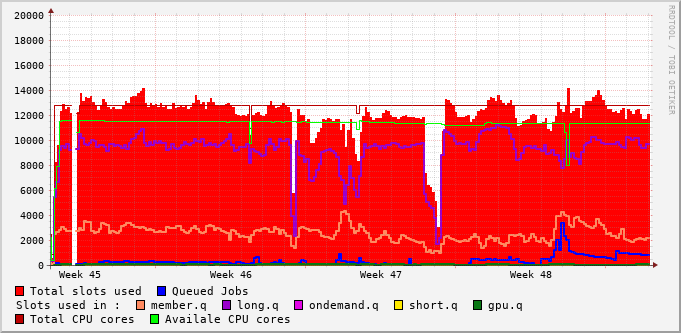 20000
18000
16000
14000
12000
10000
8000
6000
4000
2000
0
Week 45 Week 46 Week 47 Week 48
Total slots used Queued Jobs
Slots used in : member.q long.q ondemand.q short.q gpu.q
Total CPU cores Availale CPU cores
RRDTOOL / TOBI OETIKER